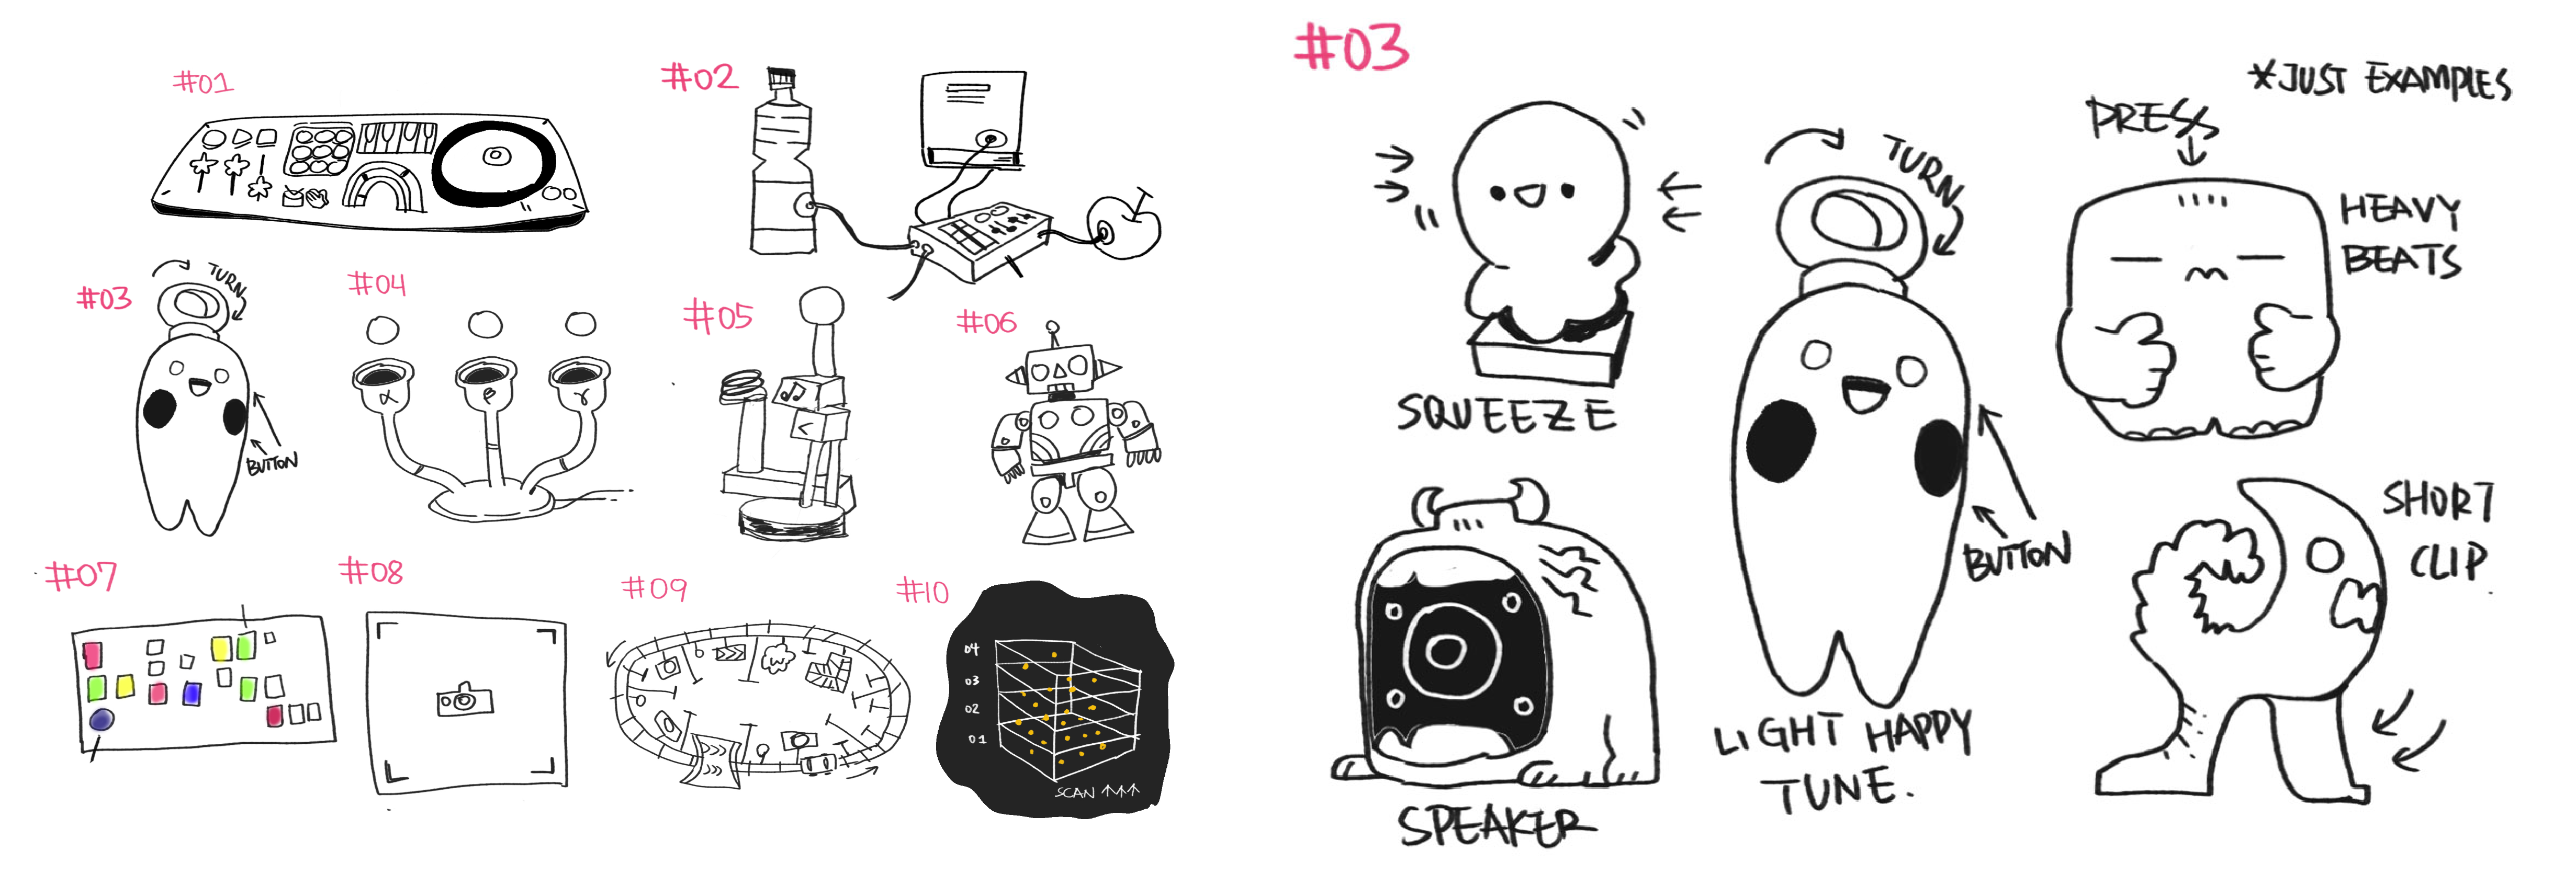 #01
#02
#03
TURN
BUTTON
#04
α
β
γ
#05
#06
#07
#08
#09
#10
04
03
02
01
SCAN ↑↑↑
#03
*JUST EXAMPLES
SQUEEZE
TURN
BUTTON
LIGHT HAPPY
TUNE.
PRESS
HEAVY
BEATS
SPEAKER
SHORT
CLIP